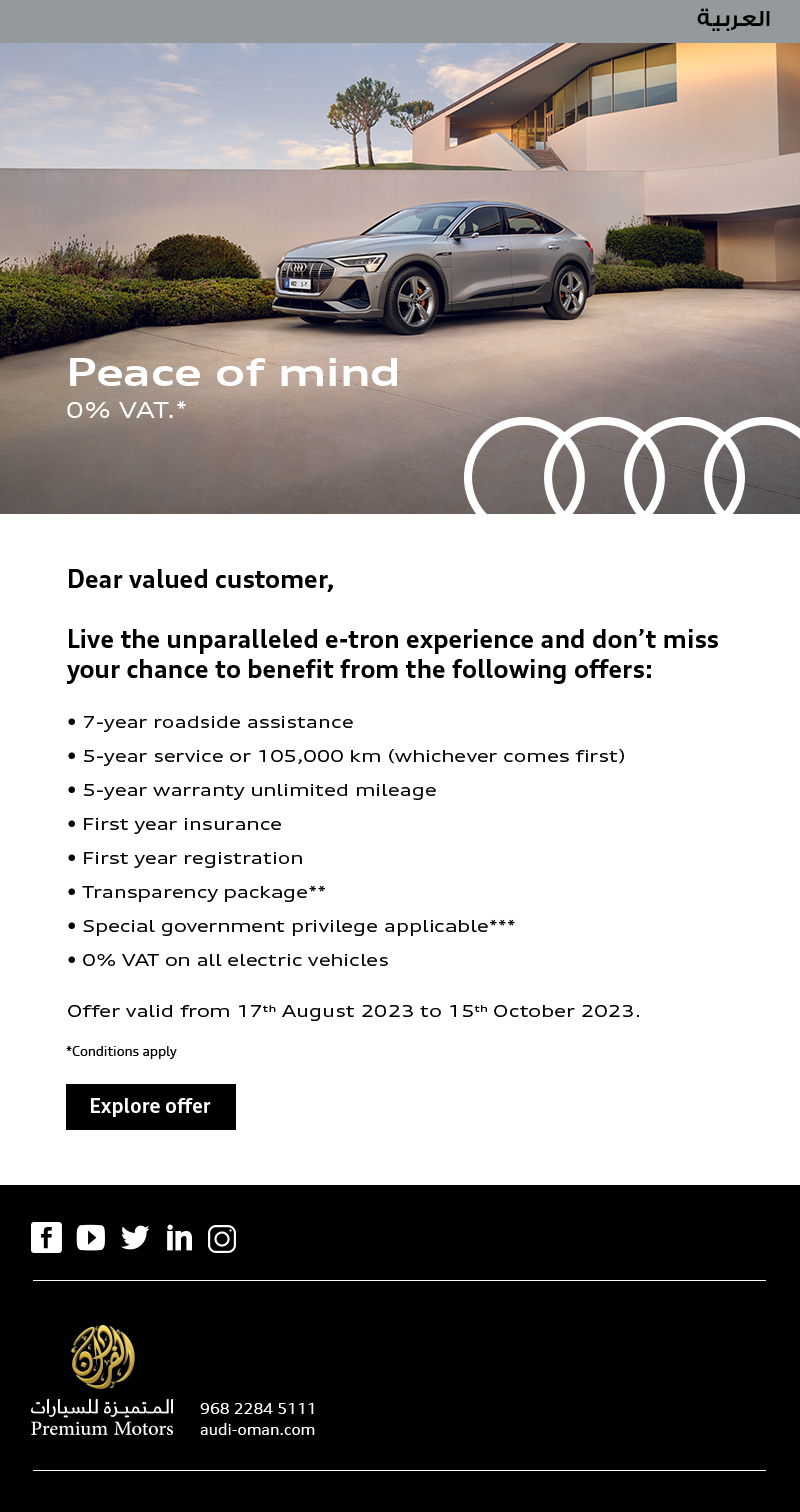 العربية
Peace of mind
0% VAT.*
Dear valued customer,
Live the unparalleled e-tron experience and don’t miss
your chance to benefit from the following offers:
• 7-year roadside assistance
• 5-year service or 105,000 km (whichever comes first)
• 5-year warranty unlimited mileage
• First year insurance
• First year registration
• Transparency package**
• Special government privilege applicable***
• 0% VAT on all electric vehicles
Offer valid from 17th August 2023 to 15th October 2023.
*Conditions apply
Explore offer
المتميزة للسيارات
Premium Motors
968 2284 5111
audi-oman.com